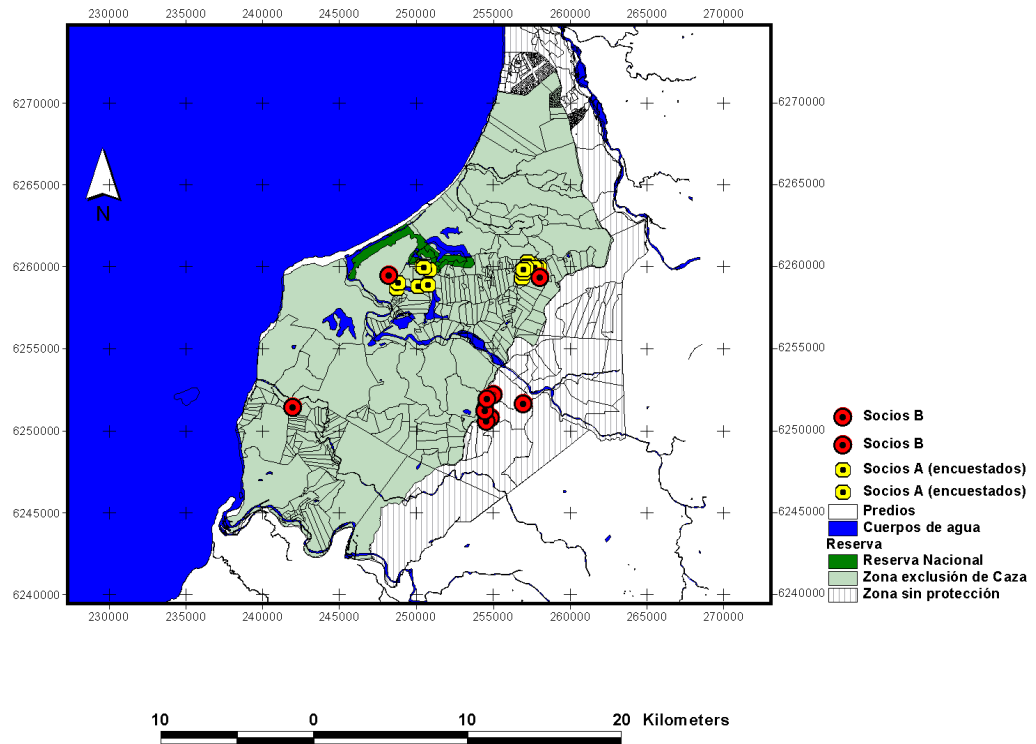 230000 235000 240000 245000 250000 255000 260000 265000 270000
6270000 6270000
6265000 6265000
N
6260000 6260000
6255000 6255000
6250000 6250000
6245000 6245000
6240000 6240000
230000 235000 240000 245000 250000 255000 260000 265000 270000
Socios B
Socios B
Socios A (encuestados)
Socios A (encuestados)
Predios
Cuerpos de agua
Reserva
Reserva Nacional
Zona exclusión de Caza
Zona sin protección
10 0 10 20 Kilometers